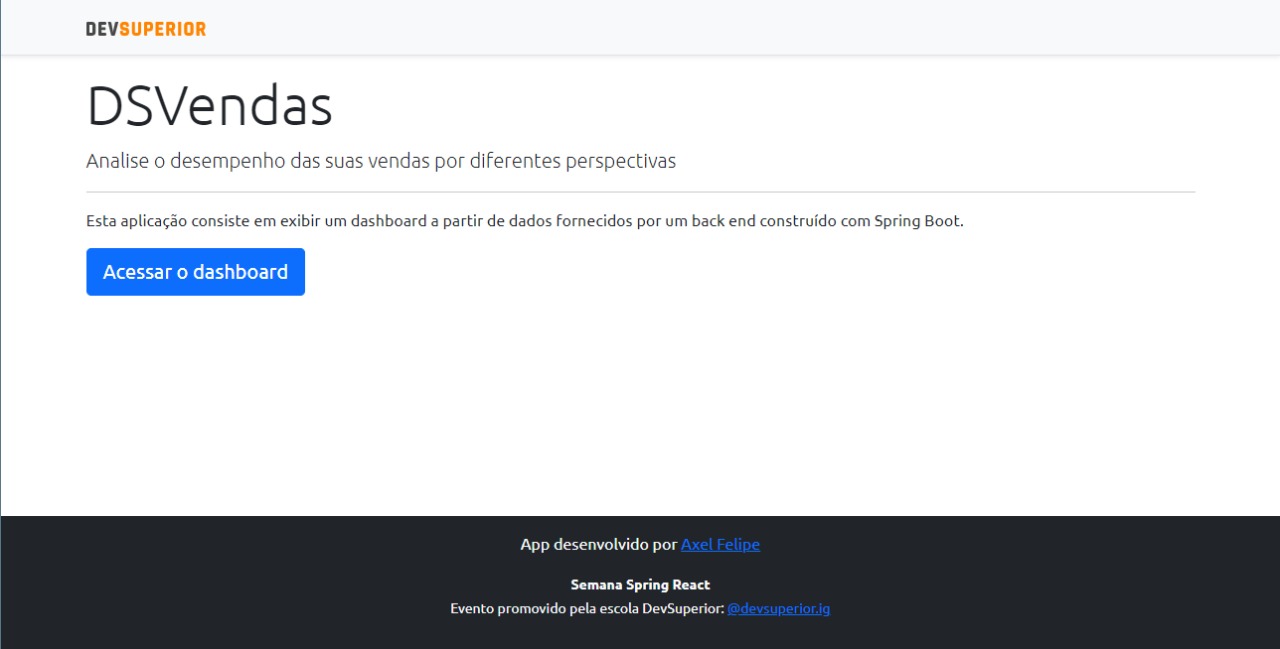 DEVSUPERIOR
DSVendas
Analise o desempenho das suas vendas por diferentes perspectivas
Esta aplicação consiste em exibir um dashboard a partir de dados fornecidos por um back end construído com Spring Boot.
Acessar o dashboard
App desenvolvido por Axel Felipe
Semana Spring React
Evento promovido pela escola DevSuperior: @devsuperior.ig